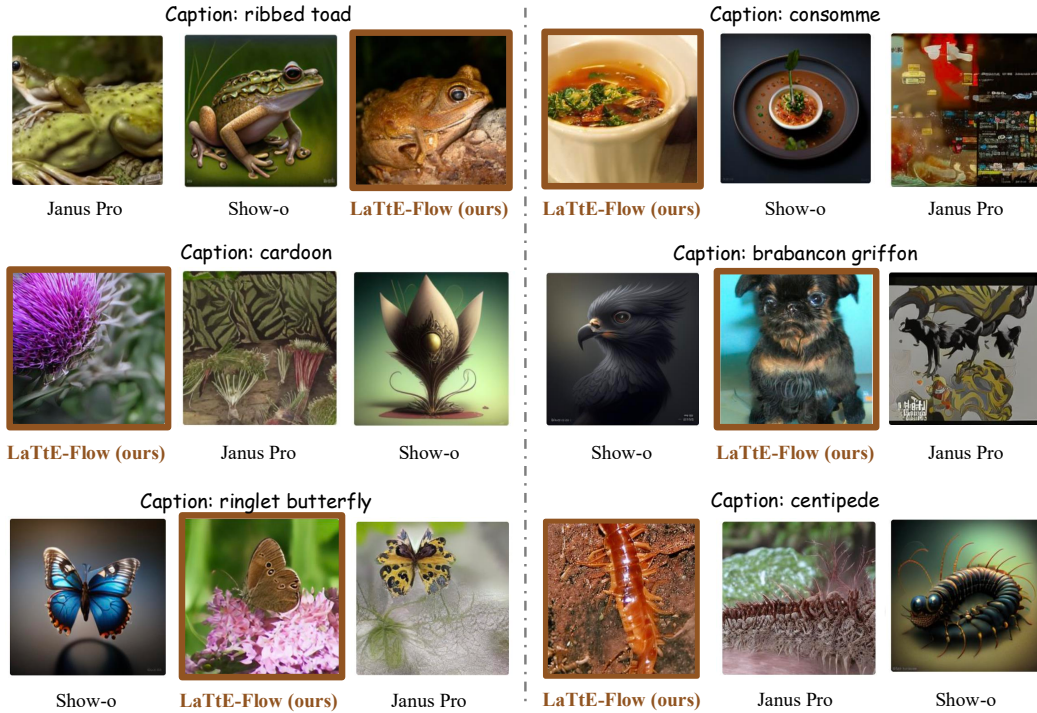 Caption: ribbed toad
Janus Pro
Show-o
LaTtE-Flow (ours)
Caption: consomme
LaTtE-Flow (ours)
Show-o
Janus Pro
Caption: cardoon
LaTtE-Flow (ours)
Janus Pro
Show-o
Caption: brabancon griffon
Show-o
LaTtE-Flow (ours)
Janus Pro
Caption: ringlet butterfly
Show-o
LaTtE-Flow (ours)
Janus Pro
Caption: centipede
LaTtE-Flow (ours)
Janus Pro
Show-o